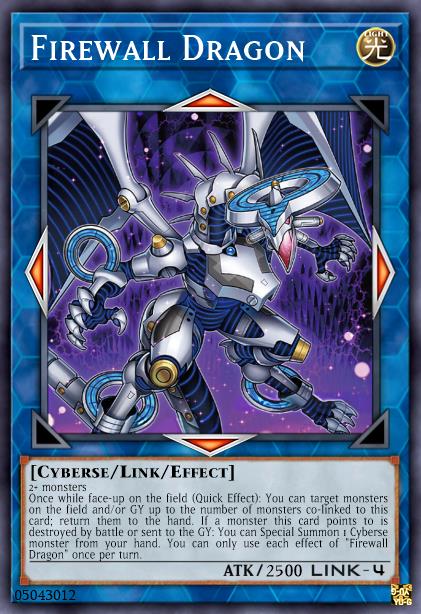 Firewall Dragon
LIGHT
光
[Cyberse/Link/Effect]
2+ monsters
Once while face-up on the field (Quick Effect): You can target monsters
on the field and/or GY up to the number of monsters co-linked to this
card; return them to the hand. If a monster this card points to is
destroyed by battle or sent to the GY: You can Special Summon 1 Cyberse
monster from your hand. You can only use each effect of "Firewall
Dragon" once per turn.
ATK/2500 LINK-4
05043012